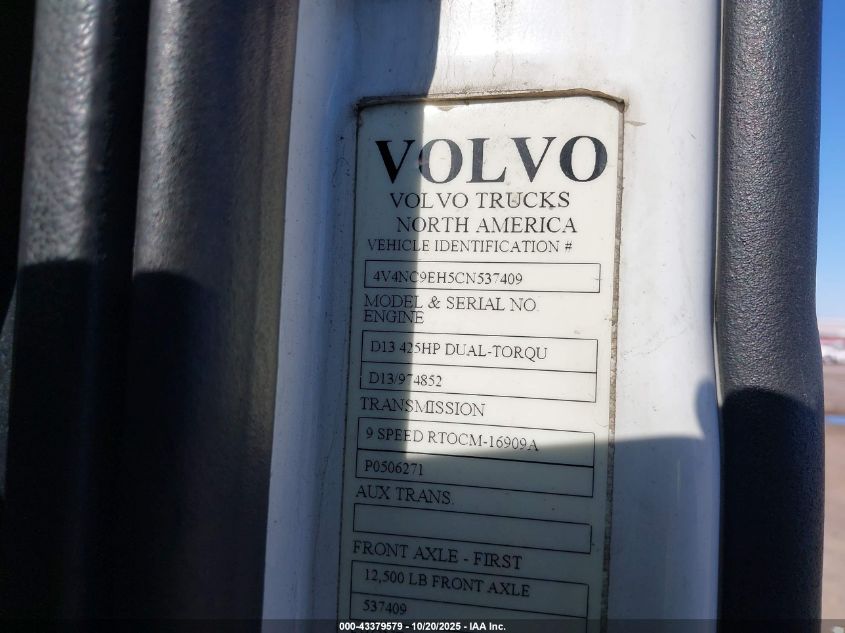 VOLVO
VOLVO TRUCKS
NORTH AMERICA
VEHICLE IDENTIFICATION #
4V4NC9EH5CN537409
MODEL & SERIAL NO.
ENGINE
D13 425HP DUAL-TORQU
D13/974852
TRANSMISSION
9 SPEED RTOCM-16909A
P0506271
AUX TRANS.
FRONT AXLE - FIRST
12,500 LB FRONT AXLE
537409
000-43379579 - 10/20/2025 - IAA Inc.